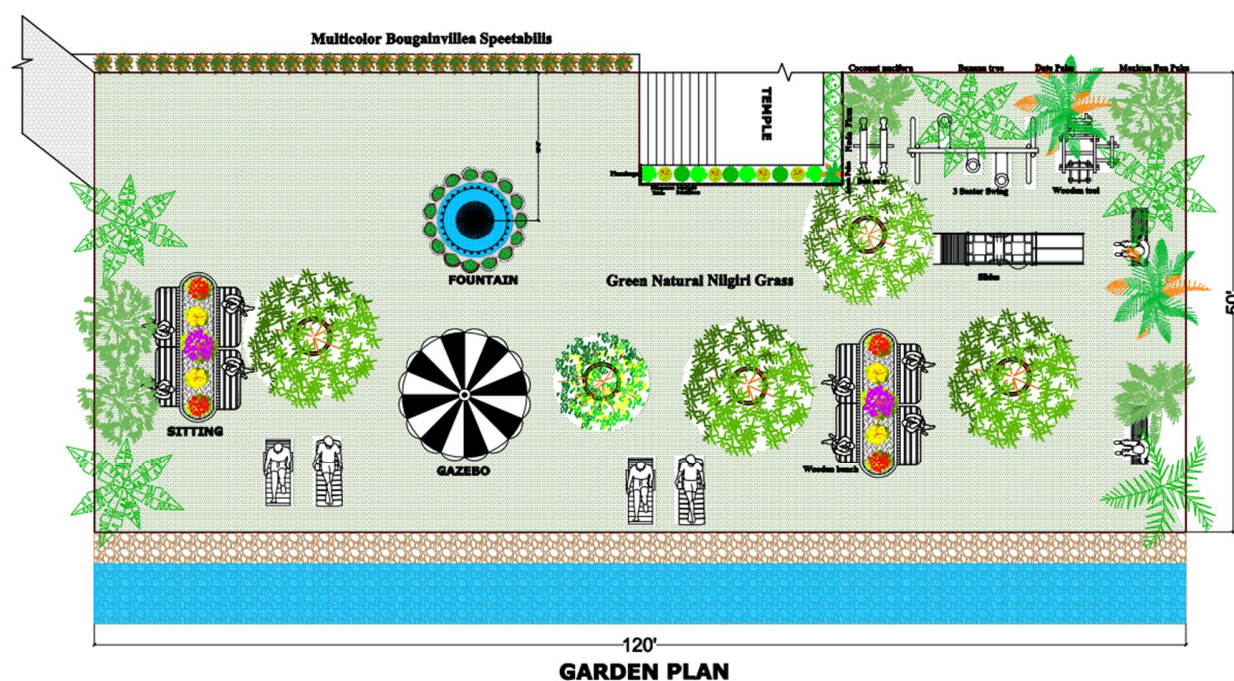 Multicolor Bougainvillea Speetabilis
Coconut nucifera
Banana tree
Date Palm
Mexican Fan Palm
TEMPLE
3 Seater Swing
Wooden tool
FOUNTAIN
Green Natural Nilgiri Grass
Slides
50'
SITTING
GAZEBO
Wooden bench
120'
GARDEN PLAN